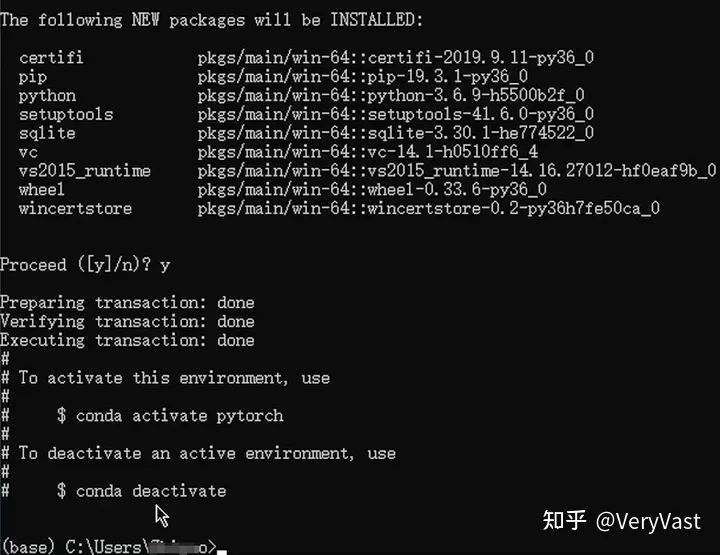 The following NEW packages will be INSTALLED:
certifi pkgs/main/win-64::certifi-2019.9.11-py36_0
pip pkgs/main/win-64::pip-19.3.1-py36_0
python pkgs/main/win-64::python-3.6.9-h5500b2f_0
setuptools pkgs/main/win-64::setuptools-41.6.0-py36_0
sqlite pkgs/main/win-64::sqlite-3.30.1-he774522_0
vc pkgs/main/win-64::vc-14.1-h0510ff6_4
vs2015_runtime pkgs/main/win-64::vs2015_runtime-14.16.27012-hf0eaf9b_0
wheel pkgs/main/win-64::wheel-0.33.6-py36_0
wincertstore pkgs/main/win-64::wincertstore-0.2-py36h7fe50ca_0
Proceed ([y]/n)? y
Preparing transaction: done
Verifying transaction: done
Executing transaction: done
#
# To activate this environment, use
#
# $ conda activate pytorch
#
# To deactivate an active environment, use
#
# $ conda deactivate
知乎 @VeryVast
(base) C:\Users\